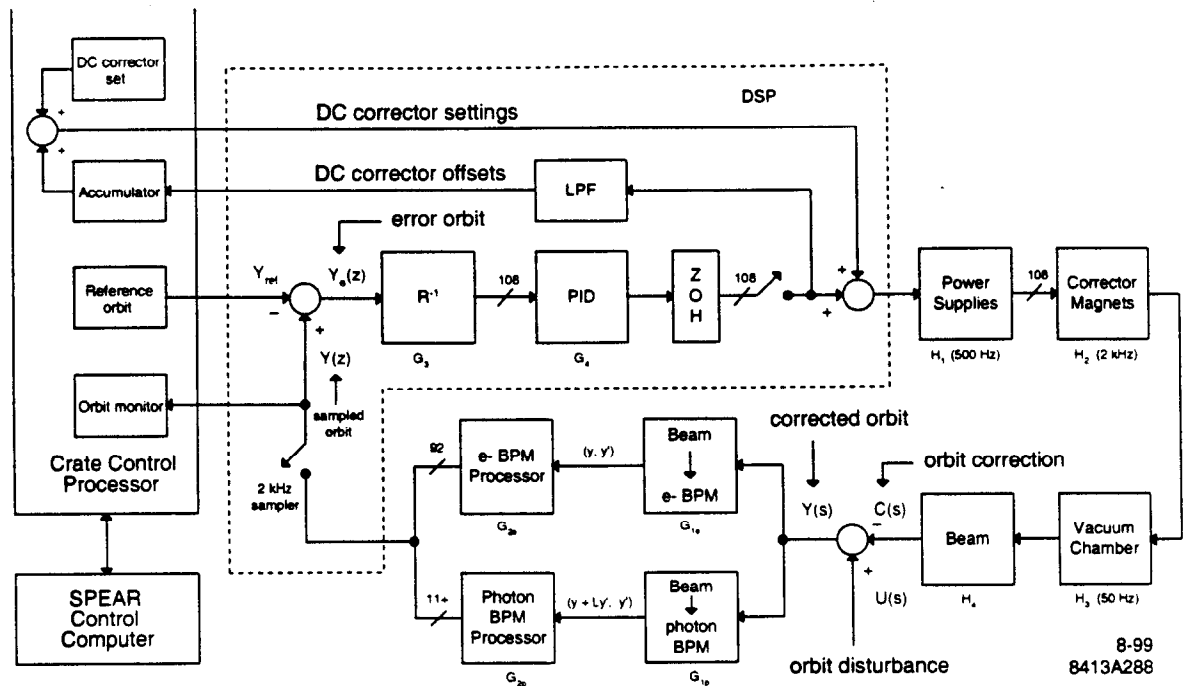 DC corrector
set
+
+
DC corrector settings
DSP
Accumulator
DC corrector offsets
LPF
error orbit
Reference
orbit
Yref
−
+
Ye(z)
R-1
G3
108
PID
G4
Z
O
H
108
+
+
Power
Supplies
H1 (500 Hz)
108
Corrector
Magnets
H2 (2 kHz)
Y(z)
sampled
orbit
Orbit monitor
Crate Control
Processor
2 kHz
sampler
92
e- BPM
Processor
G2e
(y, y')
Beam
e- BPM
G1e
corrected orbit
orbit correction
Y(s)
C(s)
−
+
U(s)
orbit disturbance
Beam
H4
Vacuum
Chamber
H3 (50 Hz)
SPEAR
Control
Computer
11+
Photon
BPM
Processor
G2p
(y + Ly', y')
Beam
photon
BPM
G1p
8-99
8413A288